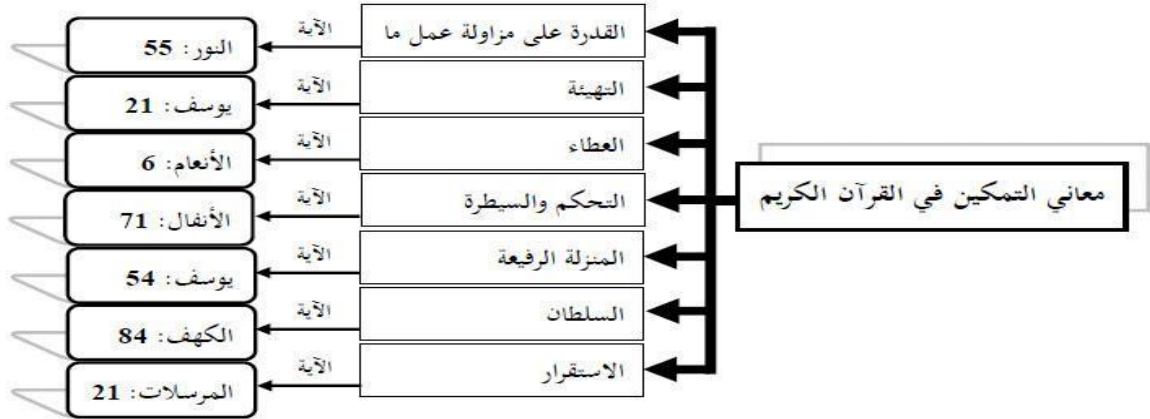 معاني التمكين في القرآن الكريم
القدرة على مزاولة عمل ما
الآية
النور: 55
التهيئة
الآية
يوسف: 21
العطاء
الآية
الأنعام: 6
التحكم والسيطرة
الآية
الأنفال: 71
المنزلة الرفيعة
الآية
يوسف: 54
السلطان
الآية
الكهف: 84
الاستقرار
الآية
المرسلات: 21